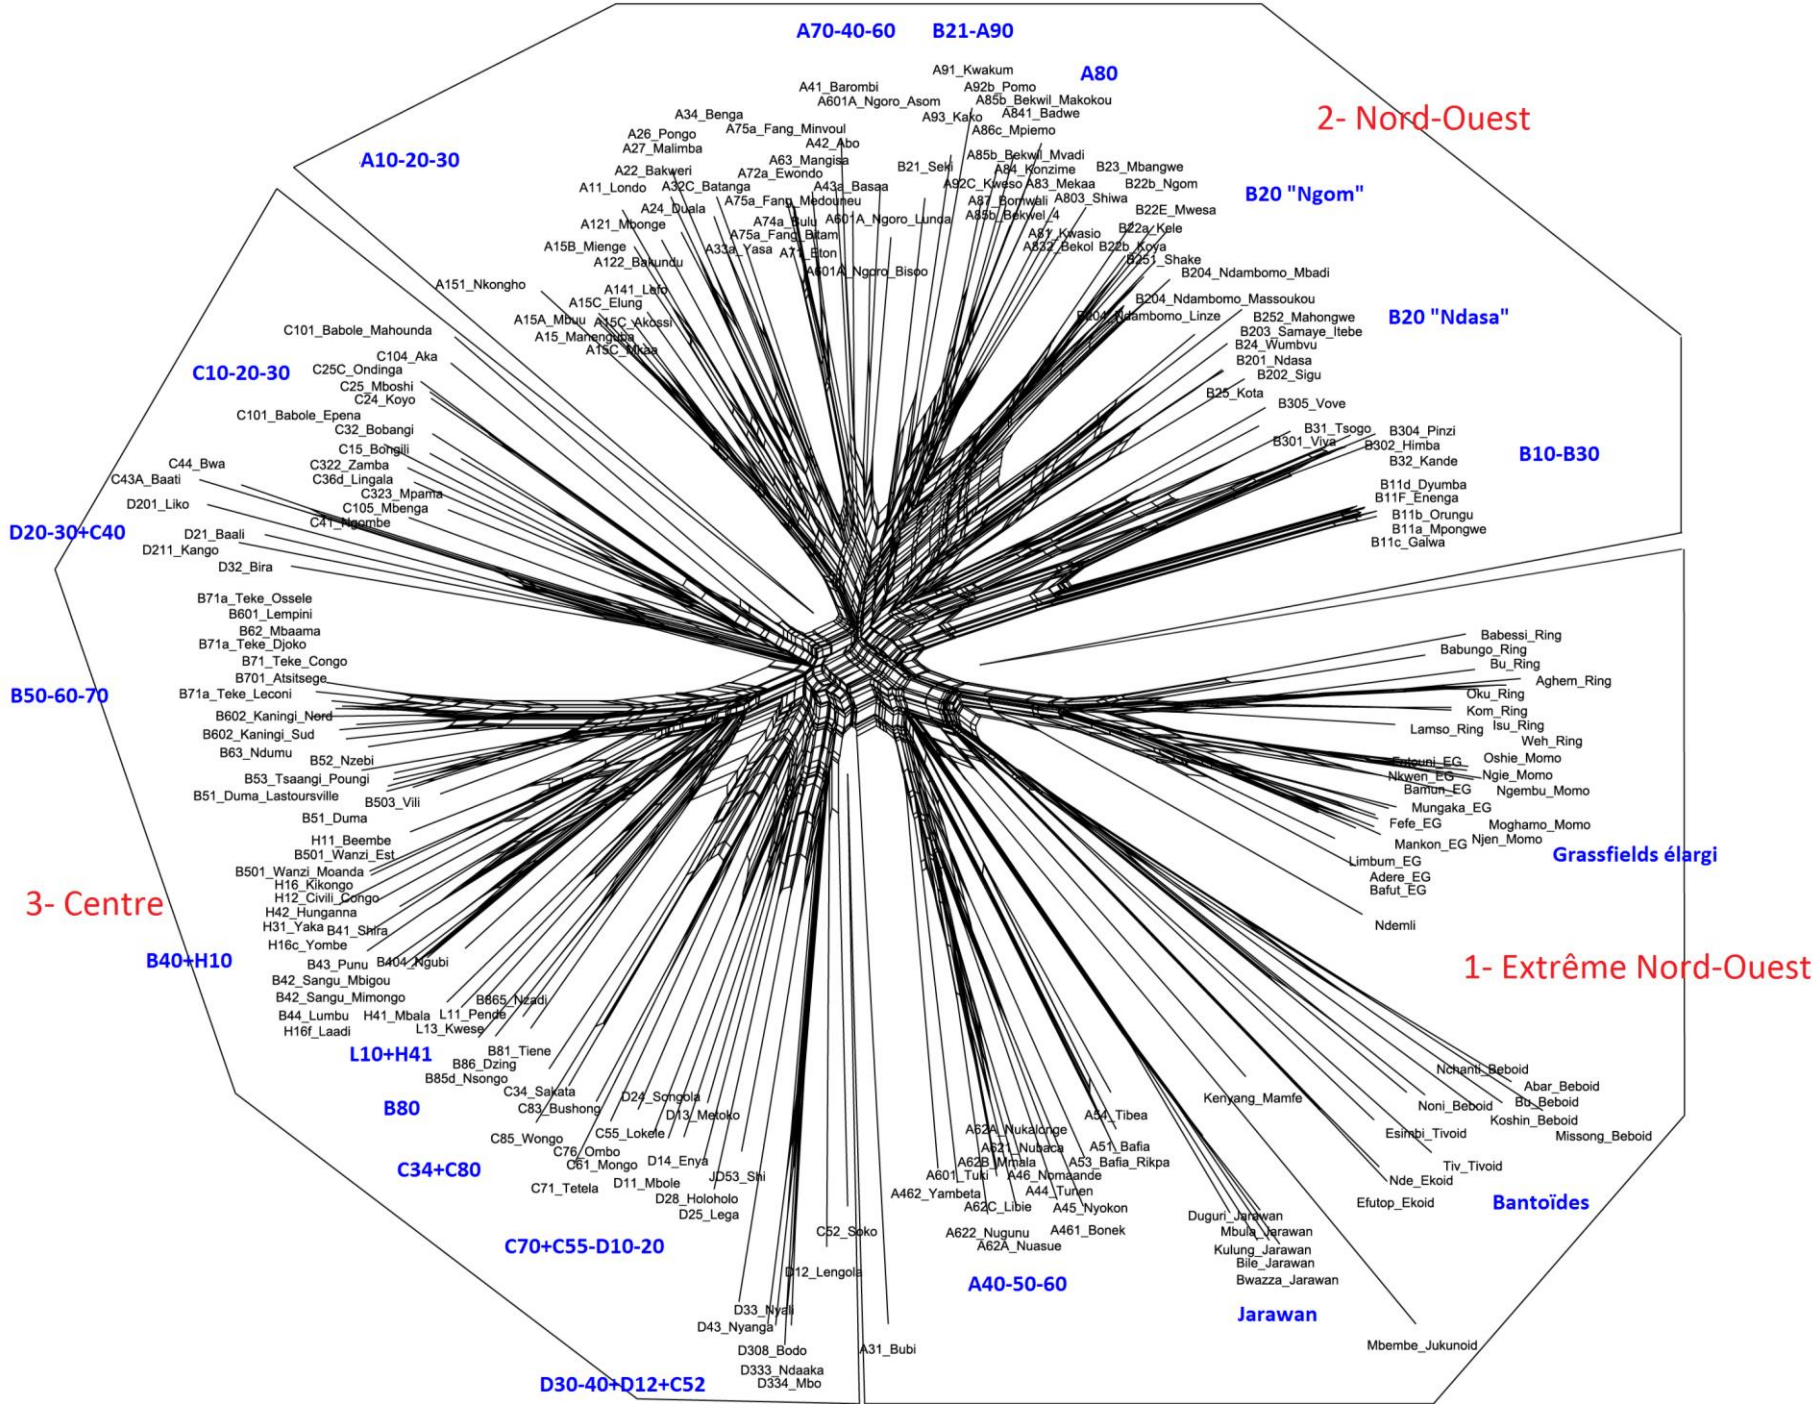 A70-40-60
B21-A90
A91_Kwakum
A80
A41_Barombi
A92b_Pomo
A601A_Ngoro_Asom
A85b_Bekwil_Makokou
A34_Benga
A93_Kako
A841_Badwe
2- Nord-Ouest
A26_Pongo
A75a_Fang_Minvoul
A86c_Mpiemo
A27_Malimba
A42_Abo
A10-20-30
A63_Mangisa
A85b_Bekwil_Mvadi
A22_Bakweri
A72a_Ewondo
B21_Seki
A84_Konzime
B23_Mbangwe
A11_Londo
A32C_Batanga
A43a_Basaa
A92C_Kweso
A83_Mekaa
B22b_Ngom
B20 "Ngom"
A24_Duala
A75a_Fang_Medouneu
A87_Bomwali
A803_Shiwa
A121_Mbonge
A74a_Bulu
A601A_Ngoro_Lunda
A85b_Bekwel_4
B22E_Mwesa
A75a_Fang_Bitam
A81_Kwasio
B22a_Kele
A15B_Mienge
A33a_Yasa
A71_Eton
A832_Bekol
B22b_Koya
A122_Bakundu
A601A_Ngoro_Bisoo
B251_Shake
A151_Nkongho
A141_Lefo
B204_Ndambomo_Mbadi
A15C_Elung
B204_Ndambomo_Massoukou
A15A_Mbuu
A15C_Akossi
B204_Ndambomo_Linze
B252_Mahongwe
B20 "Ndasa"
C101_Babole_Mahounda
A15_Manenguba
B203_Samaye_Itebe
A15C_Mkaa
B24_Wumbvu
C104_Aka
B201_Ndasa
C10-20-30
C25C_Ondinga
B202_Sigu
C25_Mboshi
B25_Kota
C24_Koyo
B305_Vove
C101_Babole_Epena
C32_Bobangi
B31_Tsogo
B304_Pinzi
B301_Viya
B302_Himba
C15_Bongili
B10-B30
C44_Bwa
C322_Zamba
B32_Kande
C43A_Baati
C36d_Lingala
B11d_Dyumba
C323_Mpama
B11F_Enenga
D201_Liko
C105_Mbenga
B11b_Orungu
C41_Ngombe
B11a_Mpongwe
D20-30+C40
D21_Baali
B11c_Galwa
D211_Kango
D32_Bira
B71a_Teke_Ossele
B601_Lempini
B62_Mbaama
Babessi_Ring
B71a_Teke_Djoko
Babungo_Ring
B71_Teke_Congo
Bu_Ring
B701_Atsitsege
Aghem_Ring
B50-60-70
B71a_Teke_Leconi
Oku_Ring
B602_Kaningi_Nord
Kom_Ring
B602_Kaningi_Sud
Lamso_Ring
Isu_Ring
B63_Ndumu
Weh_Ring
B52_Nzebi
Oshie_Momo
B53_Tsaangi_Poungi
Nkwen_EG
Ngie_Momo
B51_Duma_Lastoursville
Bamun_EG
Ngembu_Momo
B503_Vili
Mungaka_EG
B51_Duma
Fefe_EG
Moghamo_Momo
H11_Beembe
Mankon_EG
Njen_Momo
B501_Wanzi_Est
Limbum_EG
Grassfields élargi
B501_Wanzi_Moanda
Adere_EG
H16_Kikongo
Bafut_EG
H12_Civili_Congo
3- Centre
H42_Hunganna
H31_Yaka
B41_Shira
Ndemli
H16c_Yombe
B40+H10
B43_Punu
B404_Ngubi
1- Extrême Nord-Ouest
B42_Sangu_Mbigou
B42_Sangu_Mimongo
B865_Nzadi
B44_Lumbu
H41_Mbala
L11_Pende
H16f_Laadi
L13_Kwese
L10+H41
B81_Tiene
B86_Dzing
Nchanti_Beboid
B85d_Nsongo
Abar_Beboid
C34_Sakata
D24_Songola
Kenyang_Mamfe
Noni_Beboid
Bu_Beboid
B80
C83_Bushong
D13_Metoko
A54_Tibea
Koshin_Beboid
C85_Wongo
C55_Lokele
A62A_Nukalonge
Esimbi_Tivoid
Missong_Beboid
C76_Ombo
A621_Nubaca
A51_Bafia
C34+C80
C61_Mongo
D14_Enya
A62B_Mmala
A53_Bafia_Rikpa
Tiv_Tivoid
C71_Tetela
D11_Mbole
JD53_Shi
A601_Tuki
A46_Nomaande
Nde_Ekoid
D28_Holoholo
A462_Yambeta
A44_Tunen
Efutop_Ekoid
Bantoïdes
D25_Lega
A62C_Libie
A45_Nyokon
Duguri_Jarawan
C52_Soko
A622_Nugunu
A461_Bonek
Mbula_Jarawan
C70+C55-D10-20
A62A_Nuasue
Kulung_Jarawan
D12_Lengola
A40-50-60
Bile_Jarawan
Bwazza_Jarawan
D33_Nyali
Jarawan
D43_Nyanga
D308_Bodo
A31_Bubi
Mbembe_Jukunoid
D333_Ndaaka
D30-40+D12+C52
D334_Mbo